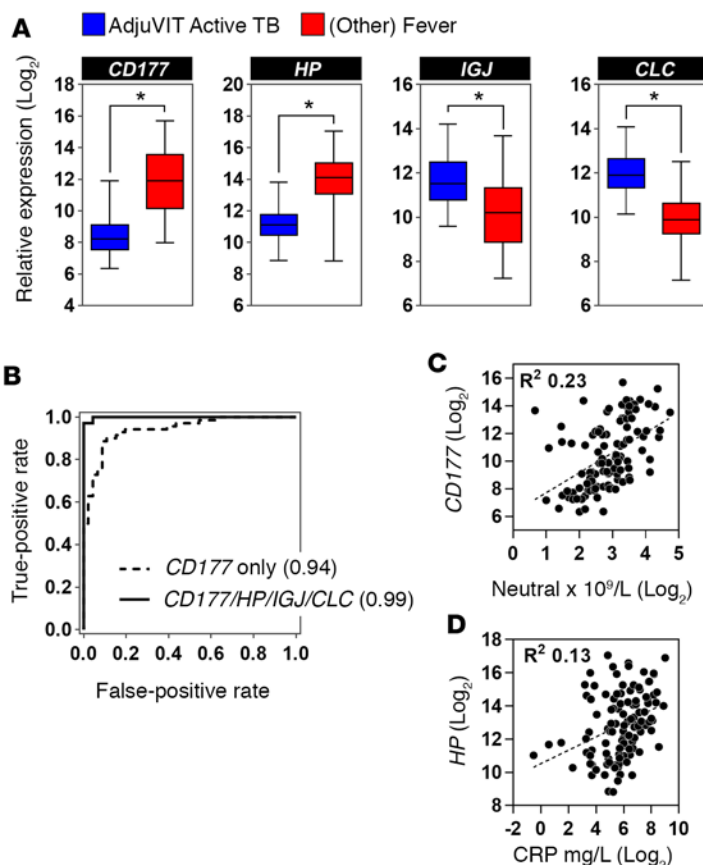 A
AdjuVIT Active TB (Other) Fever
CD177 HP IGJ CLC
Relative expression (Log2)
18
16
14
12
10
8
6
4
*
20
18
16
14
12
10
8
6
*
16
14
12
10
8
6
*
16
14
12
10
8
6
*
B
True-positive rate
1.0
0.8
0.6
0.4
0.2
0.0
CD177 only (0.94)
CD177/HP/IGJ/CLC (0.99)
0.0 0.2 0.4 0.6 0.8 1.0
False-positive rate
C
R² 0.23
CD177 (Log2)
16
14
12
10
8
6
0 1 2 3 4 5
Neutral x 10⁹/L (Log2)
D
R² 0.13
HP (Log2)
18
16
14
12
10
8
-2 0 2 4 6 8 10
CRP mg/L (Log2)